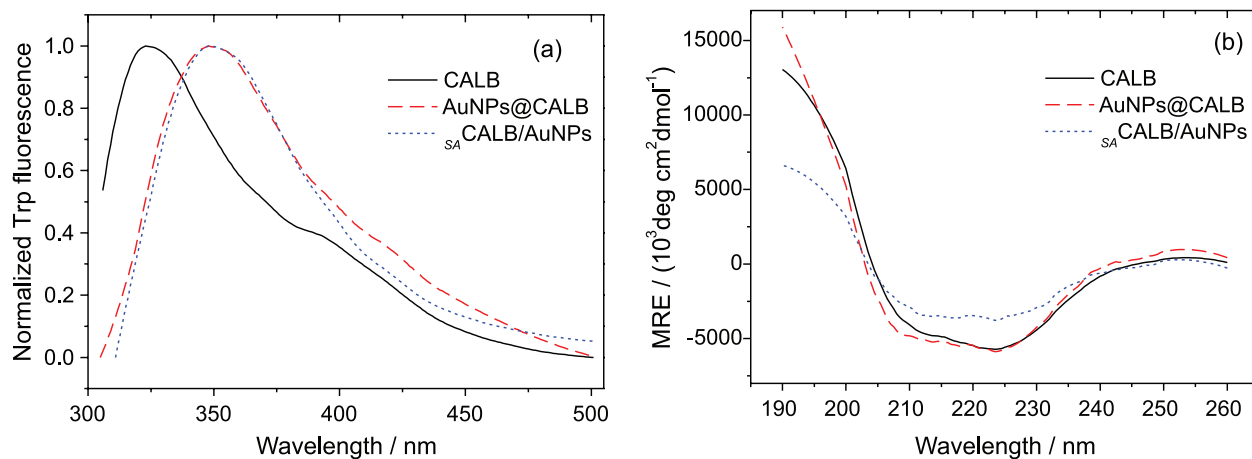 (a)
CALB
AuNPs@CALB
SACALB/AuNPs
Normalized Trp fluorescence
1.0
0.8
0.6
0.4
0.2
0.0
300
350
400
450
500
Wavelength / nm
(b)
CALB
AuNPs@CALB
SACALB/AuNPs
MRE / (10³deg cm²dmol⁻¹)
15000
10000
5000
0
-5000
190
200
210
220
230
240
250
260
Wavelength / nm